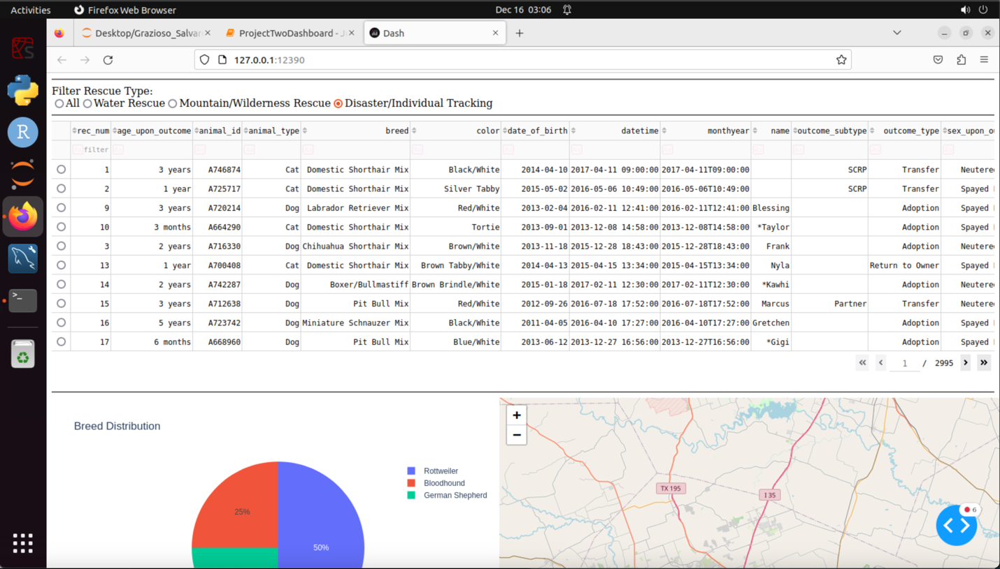 Activities Firefox Web Browser Dec 16 03:06
Desktop/Grazioso_Salvar ProjectTwoDashboard - J Dash
127.0.0.1:12390
Filter Rescue Type:
All Water Rescue Mountain/Wilderness Rescue Disaster/Individual Tracking
rec_num age_upon_outcome animal_id animal_type breed color date_of_birth datetime monthyear name outcome_subtype outcome_type sex_upon_ou
filter
1 3 years A746874 Cat Domestic Shorthair Mix Black/White 2014-04-10 2017-04-11 09:00:00 2017-04-11T09:00:00 SCRP Transfer Neutered
2 1 year A725717 Cat Domestic Shorthair Mix Silver Tabby 2015-05-02 2016-05-06 10:49:00 2016-05-06T10:49:00 SCRP Transfer Spayed
9 3 years A720214 Dog Labrador Retriever Mix Red/White 2013-02-04 2016-02-11 12:41:00 2016-02-11T12:41:00 Blessing Adoption Spayed
10 3 months A664290 Cat Domestic Shorthair Mix Tortie 2013-09-01 2013-12-08 14:58:00 2013-12-08T14:58:00 *Taylor Adoption Spayed
3 2 years A716330 Dog Chihuahua Shorthair Mix Brown/White 2013-11-18 2015-12-28 18:43:00 2015-12-28T18:43:00 Frank Adoption Neutered
13 1 year A700408 Cat Domestic Shorthair Mix Brown Tabby/White 2014-04-13 2015-04-15 13:34:00 2015-04-15T13:34:00 Nyla Return to Owner Spayed
14 2 years A742287 Dog Boxer/Bullmastiff Brown Brindle/White 2015-01-18 2017-02-11 12:30:00 2017-02-11T12:30:00 *Kawhi Adoption Neutered
15 3 years A712638 Dog Pit Bull Mix Red/White 2012-09-26 2016-07-18 17:52:00 2016-07-18T17:52:00 Marcus Partner Transfer Neutered
16 5 years A723742 Dog Miniature Schnauzer Mix Black/White 2011-04-05 2016-04-10 17:27:00 2016-04-10T17:27:00 Gretchen Adoption Spayed
17 6 months A668960 Dog Pit Bull Mix Blue/White 2013-06-12 2013-12-27 16:56:00 2013-12-27T16:56:00 *Gigi Adoption Spayed
« ‹ 1 / 2995 › »
Breed Distribution
+
−
Rottweiler
Bloodhound
German Shepherd
25%
50%
TX 195
I 35
6